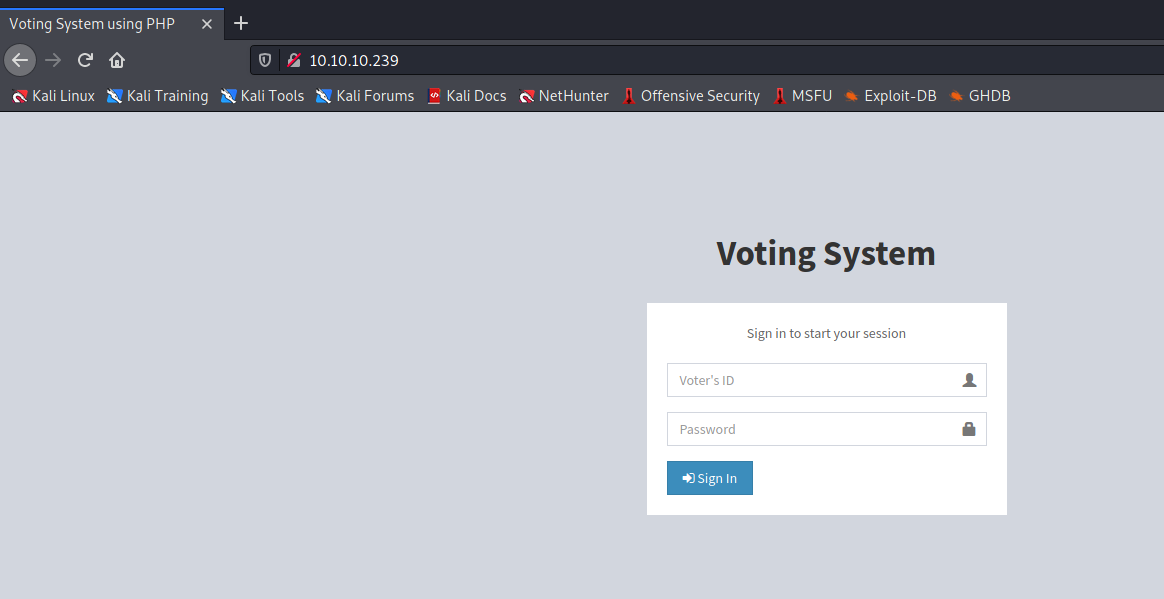 Voting System using PHP
10.10.10.239
Kali Linux Kali Training Kali Tools Kali Forums Kali Docs NetHunter Offensive Security MSFU Exploit-DB GHDB
Voting System
Sign in to start your session
Voter's ID
Password
Sign In